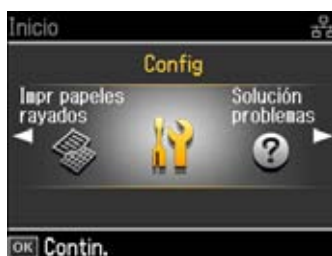 Inicio
Config
Impr papeles
rayados
Solución
problemas
OK Contin.